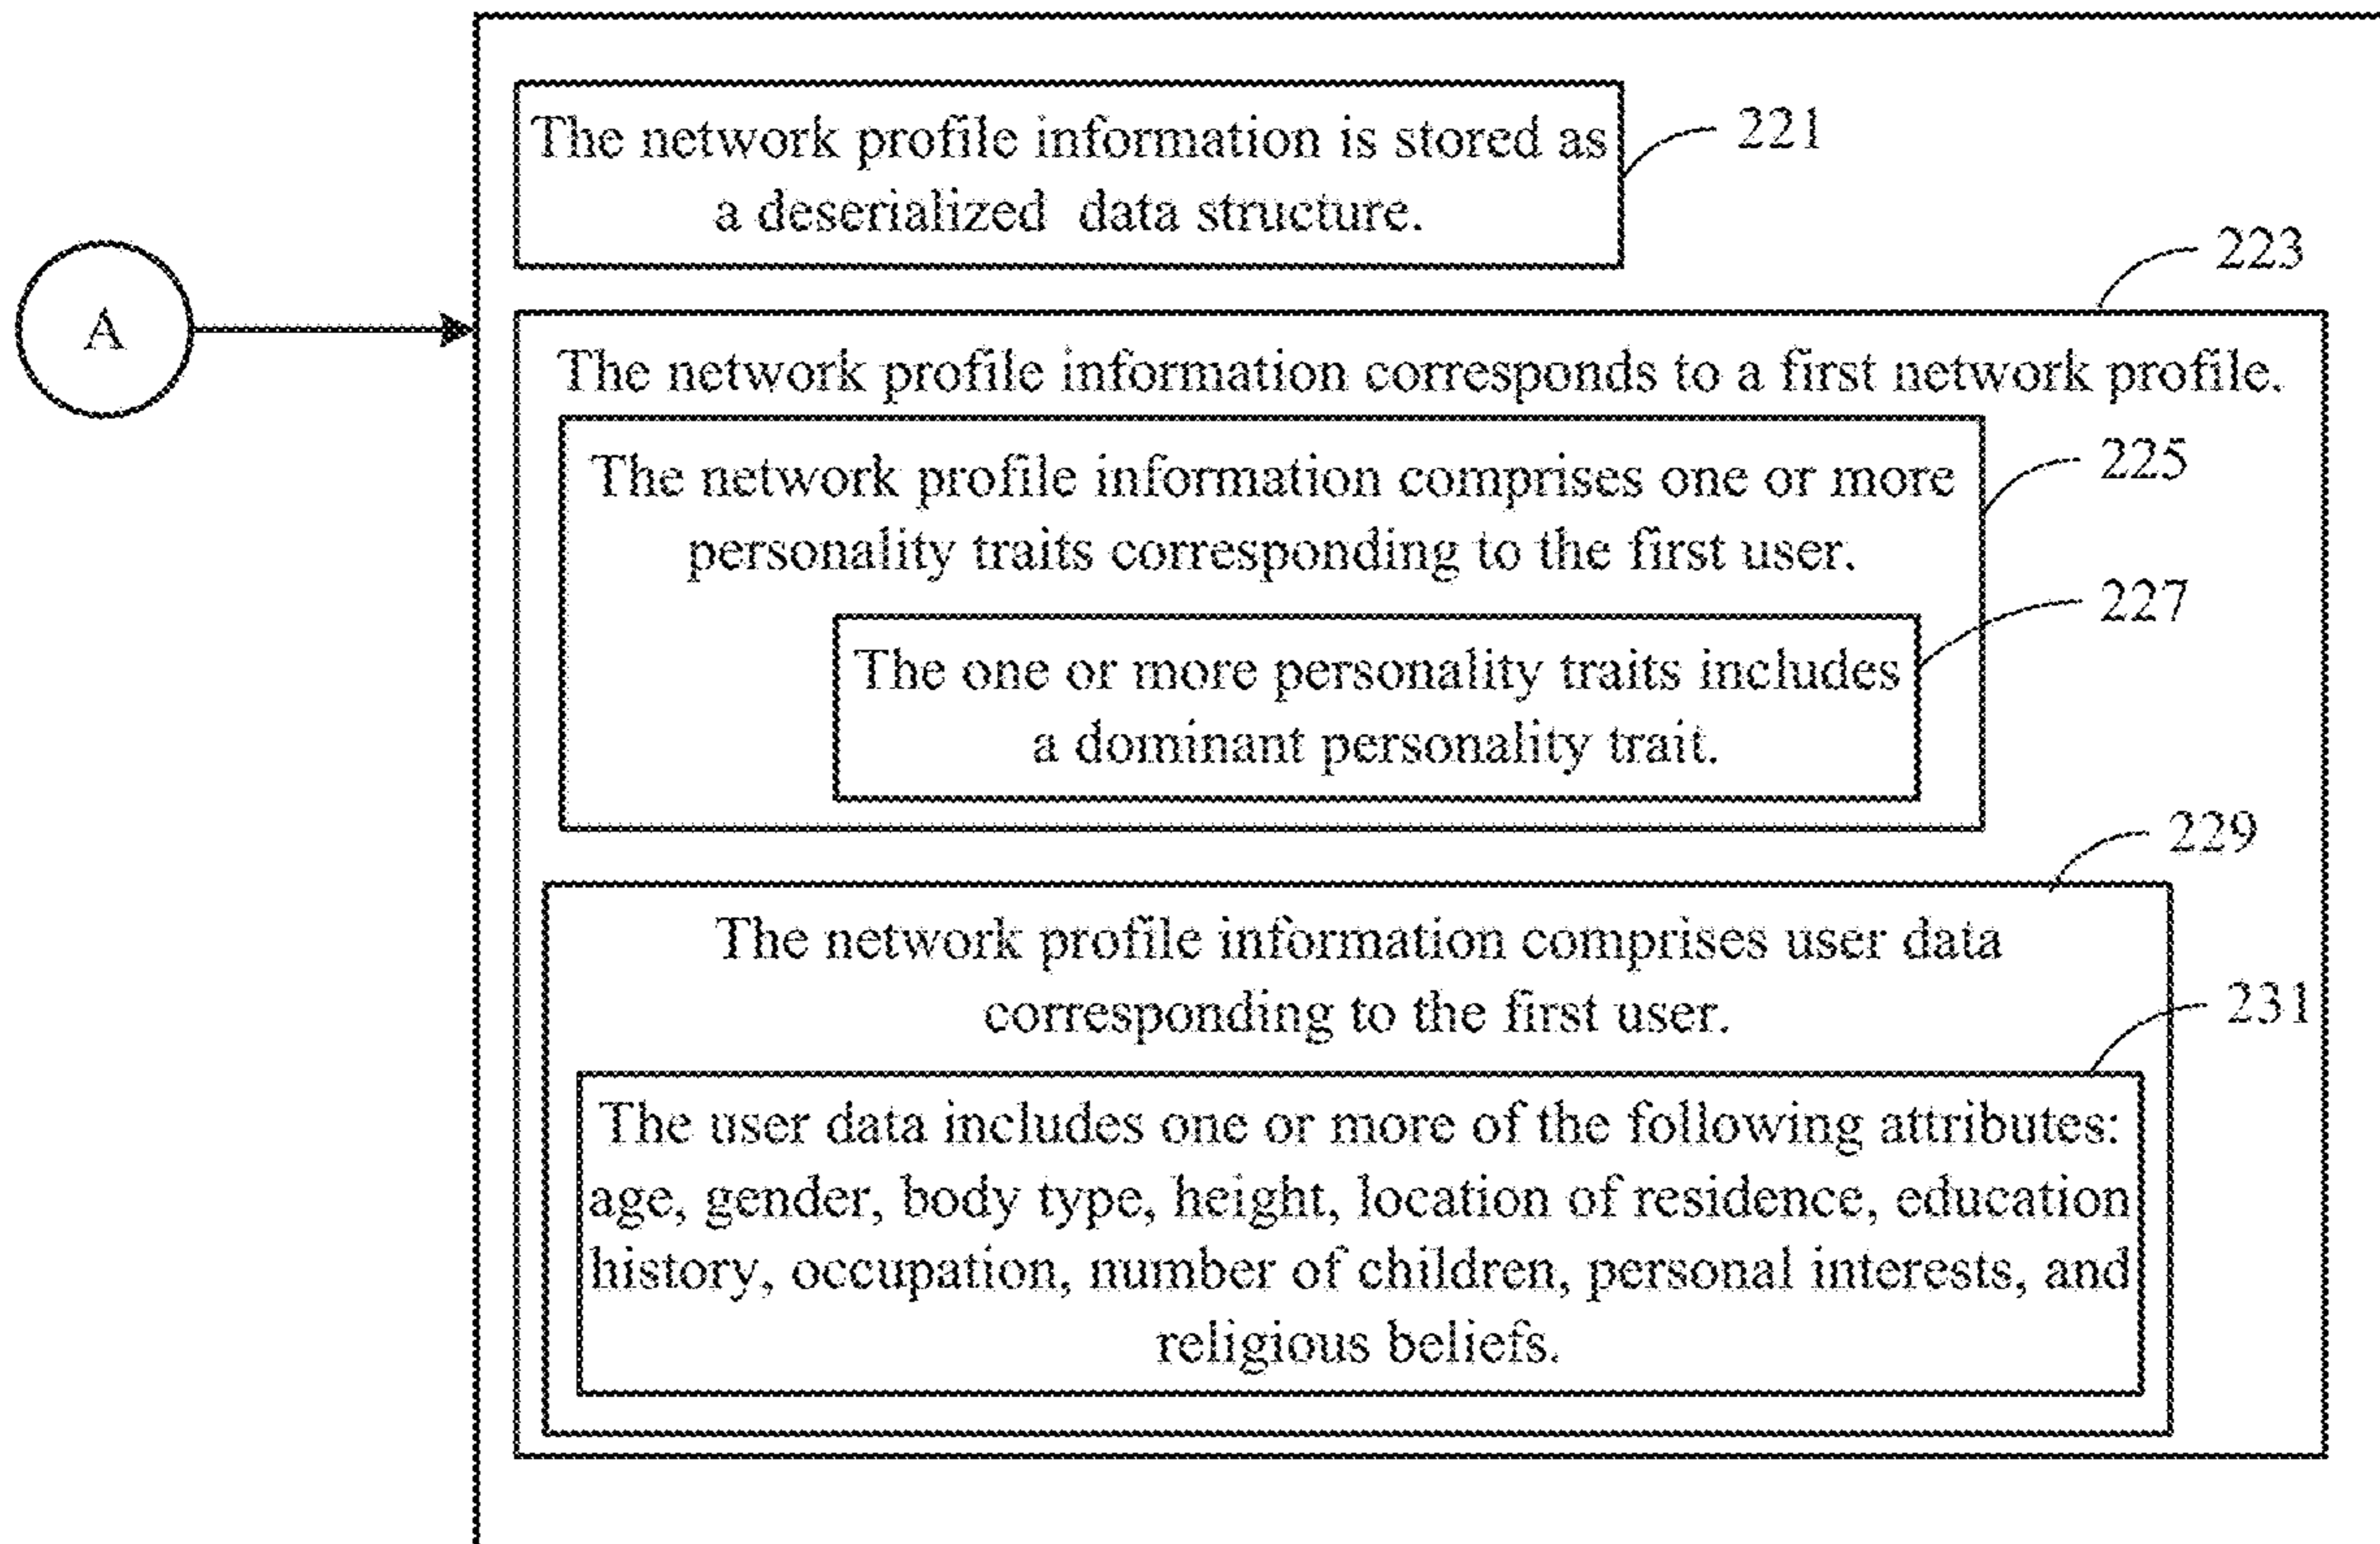 The network profile information is stored as
a deserialized data structure.
221
223
A
The network profile information corresponds to a first network profile.
The network profile information comprises one or more
personality traits corresponding to the first user.
225
227
The one or more personality traits includes
a dominant personality trait.
229
The network profile information comprises user data
corresponding to the first user.
231
The user data includes one or more of the following attributes:
age, gender, body type, height, location of residence, education
history, occupation, number of children, personal interests, and
religious beliefs.